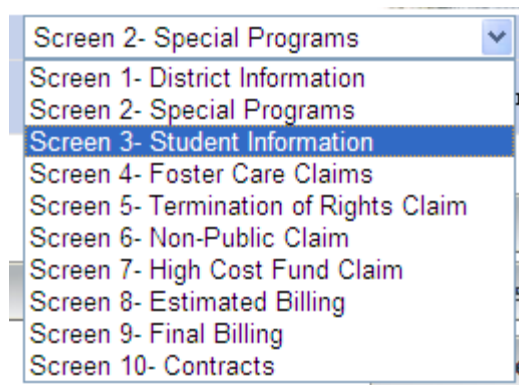 Screen 2- Special Programs
Screen 1- District Information
Screen 2- Special Programs
Screen 3- Student Information
Screen 4- Foster Care Claims
Screen 5- Termination of Rights Claim
Screen 6- Non-Public Claim
Screen 7- High Cost Fund Claim
Screen 8- Estimated Billing
Screen 9- Final Billing
Screen 10- Contracts